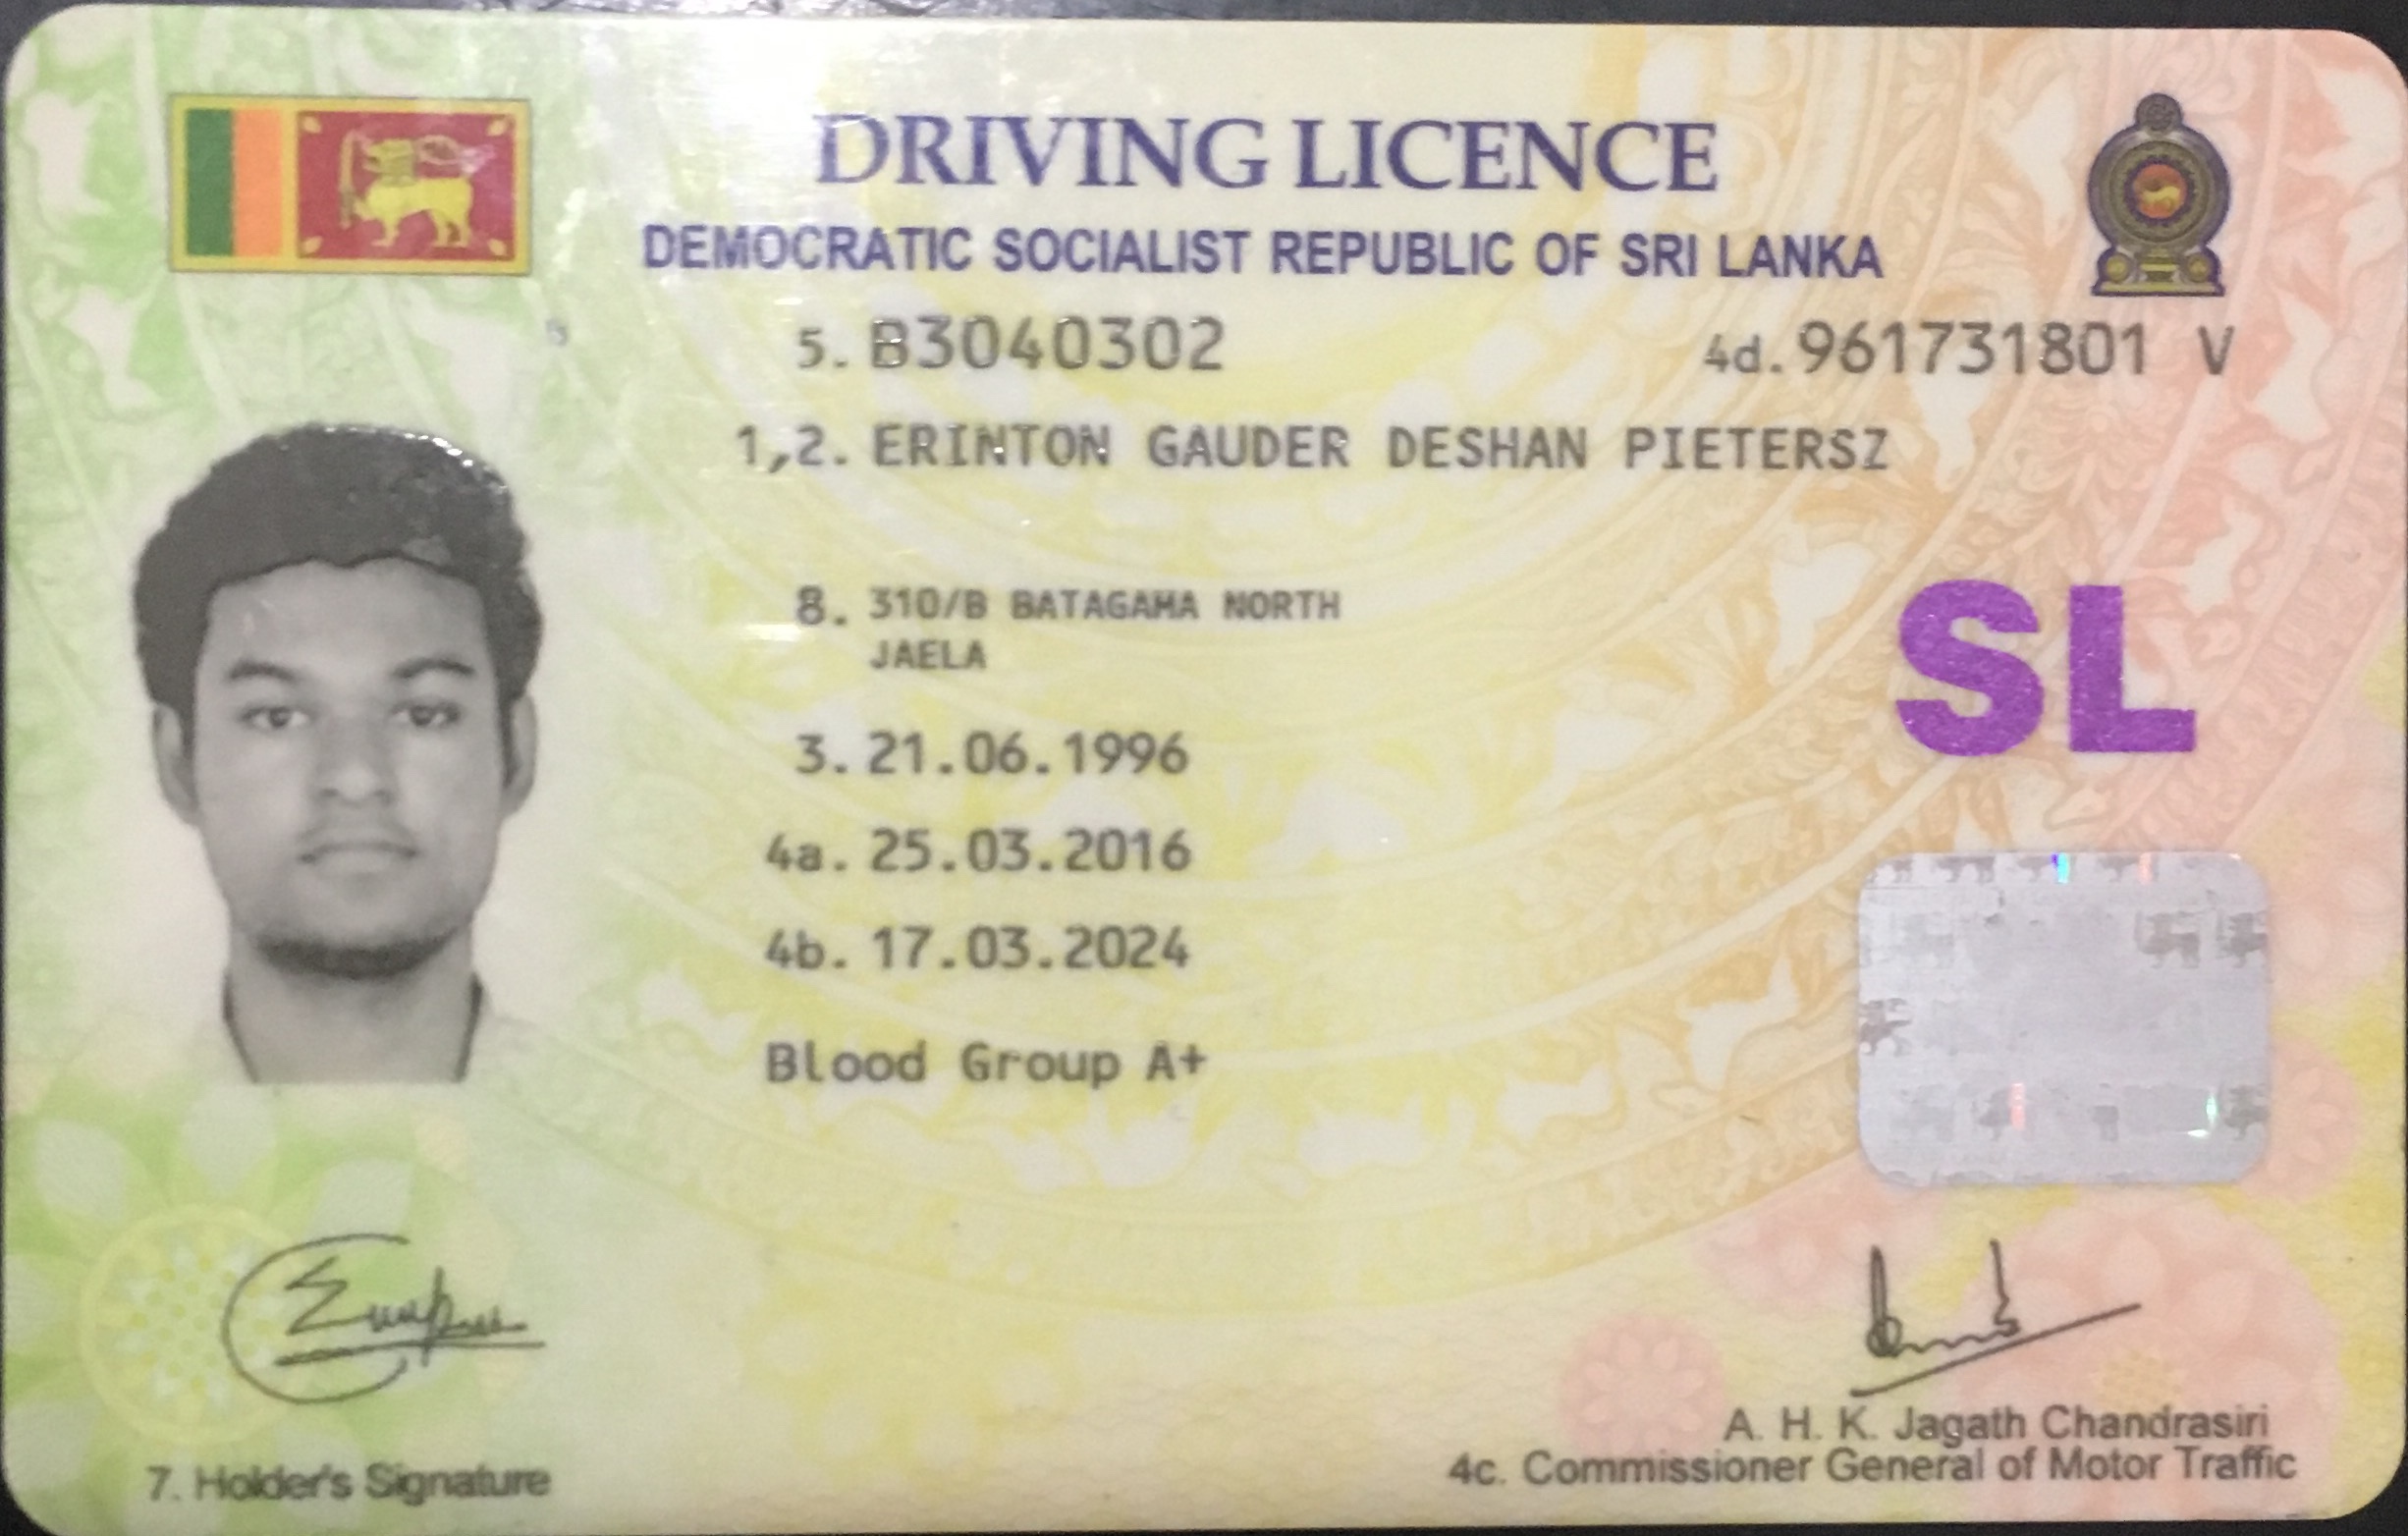 DRIVING LICENCE
DEMOCRATIC SOCIALIST REPUBLIC OF SRI LANKA
5. B3040302 4d. 961731801 V
1,2. ERINTON GAUDER DESHAN PIETERSZ
8. 310/B BATAGAMA NORTH
JAELA
SL
3. 21.06.1996
4a. 25.03.2016
4b. 17.03.2024
Blood Group A+
A. H. K. Jagath Chandrasiri
7. Holder's Signature 4c. Commissioner General of Motor Traffic